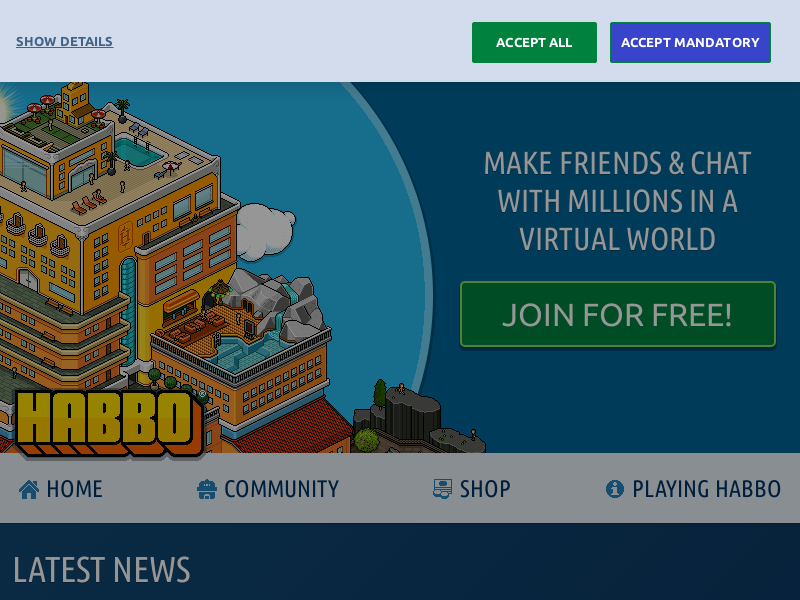 SHOW DETAILS
ACCEPT ALL
ACCEPT MANDATORY
MAKE FRIENDS & CHAT
WITH MILLIONS IN A
VIRTUAL WORLD
JOIN FOR FREE!
HABBO
HOME
COMMUNITY
SHOP
PLAYING HABBO
LATEST NEWS